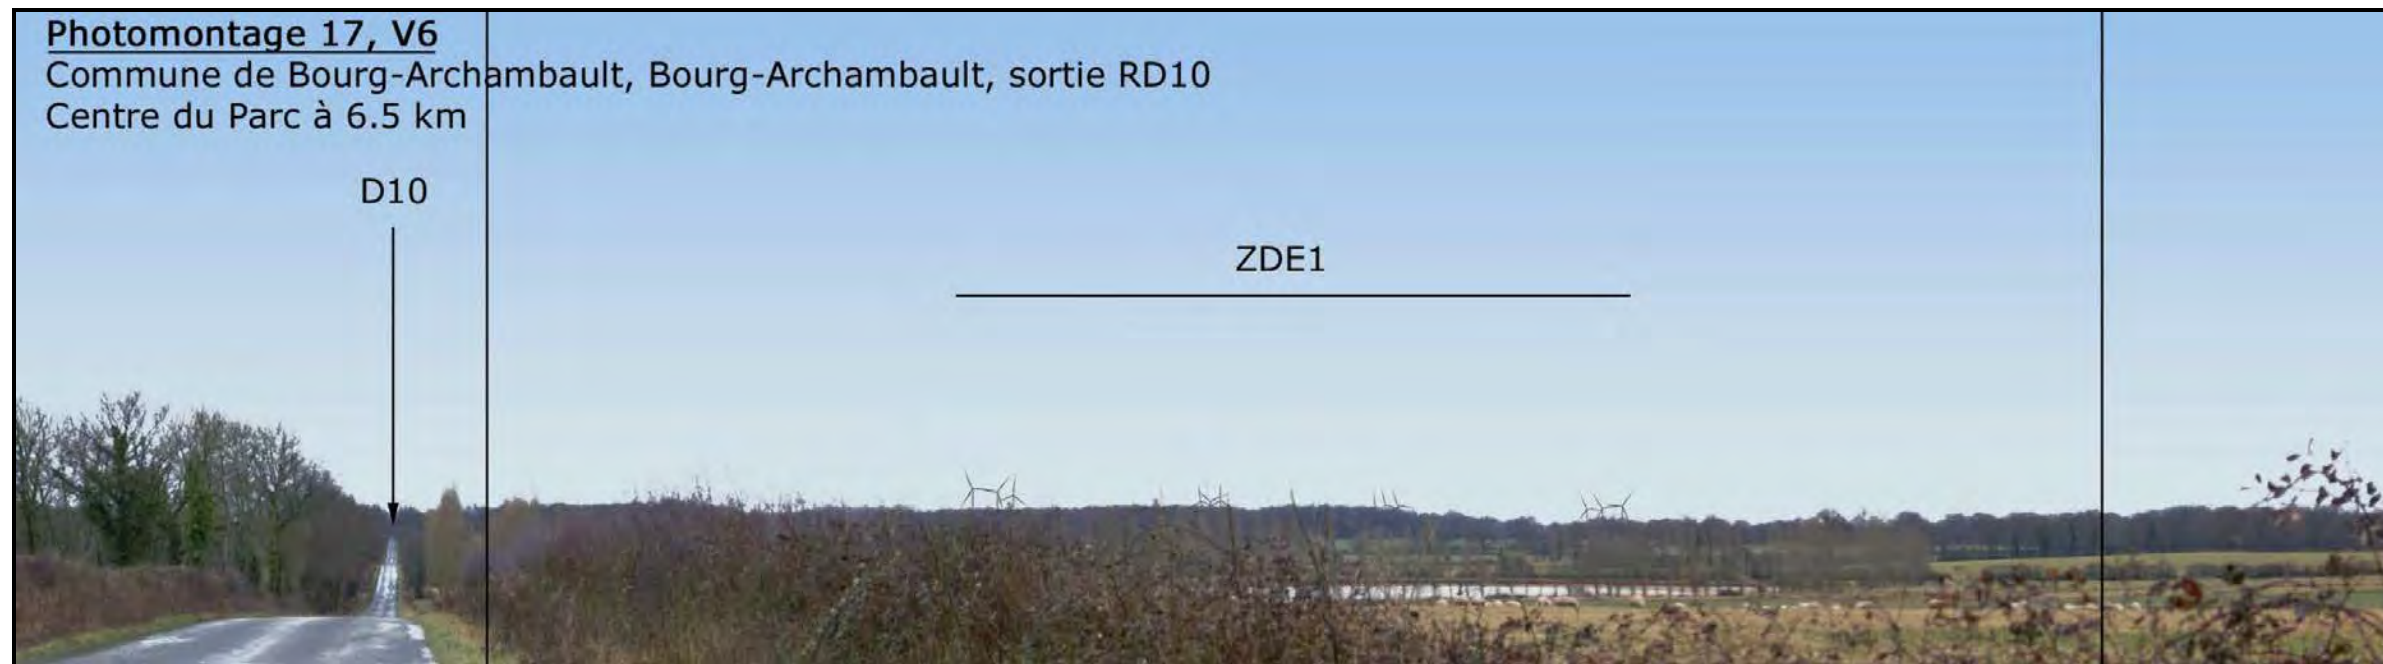 Photomontage 17, V6
Commune de Bourg-Archambault, Bourg-Archambault, sortie RD10
Centre du Parc à 6.5 km
D10
ZDE1